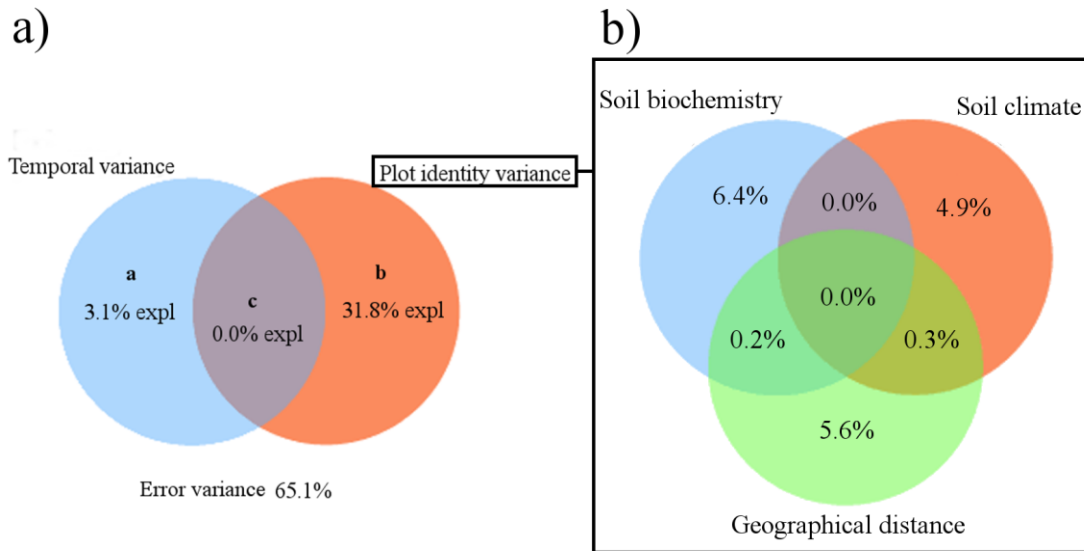 a)
Temporal variance
Plot identity variance
a
3.1% expl
c
0.0% expl
b
31.8% expl
Error variance 65.1%
b)
Soil biochemistry
Soil climate
6.4%
0.0%
4.9%
0.0%
0.2%
0.3%
5.6%
Geographical distance